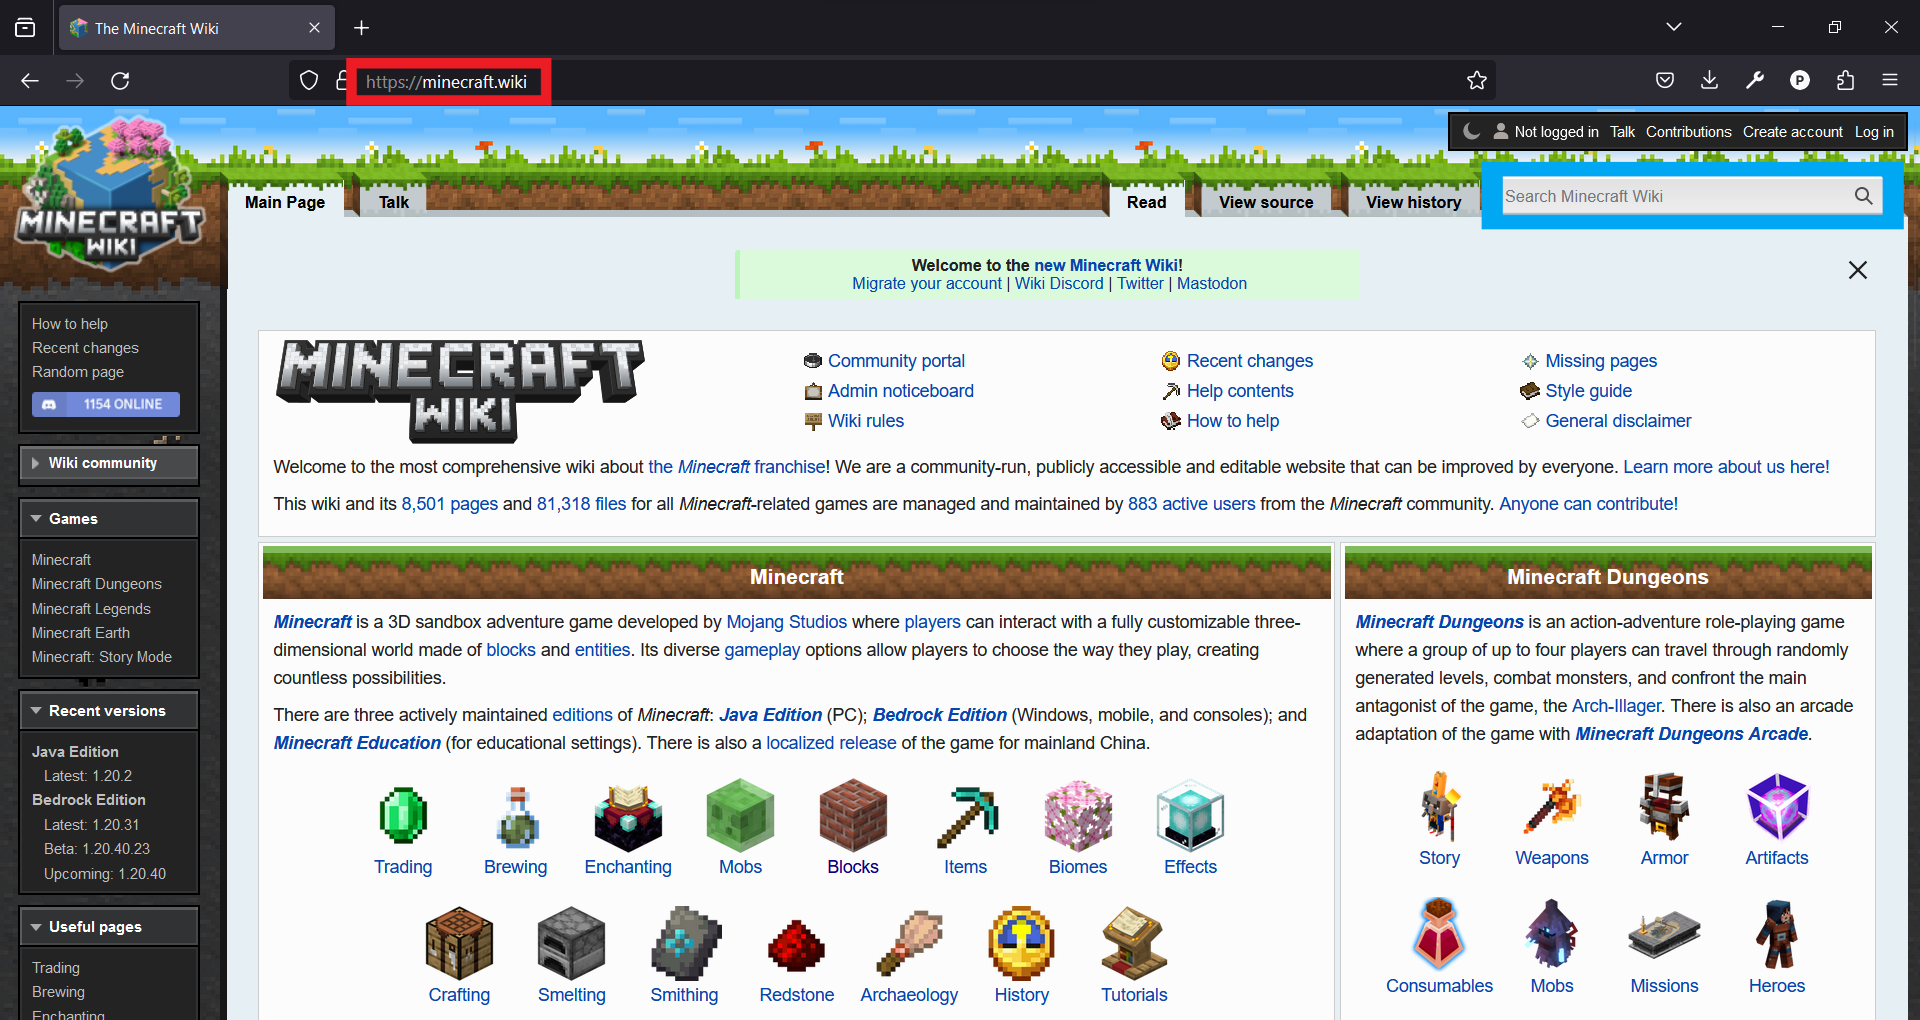 The Minecraft Wiki
https://minecraft.wiki
Not logged in Talk Contributions Create account Log in
MINECRAFT
WIKI
Main Page Talk Read View source View history Search Minecraft Wiki
Welcome to the new Minecraft Wiki!
Migrate your account | Wiki Discord | Twitter | Mastodon
How to help
Recent changes
Random page
1154 ONLINE
Wiki community
Games
Minecraft
Minecraft Dungeons
Minecraft Legends
Minecraft Earth
Minecraft: Story Mode
Recent versions
Java Edition
Latest: 1.20.2
Bedrock Edition
Latest: 1.20.31
Beta: 1.20.40.23
Upcoming: 1.20.40
Useful pages
Trading
Brewing
Enchanting
MINECRAFT
WIKI
Community portal Recent changes Missing pages
Admin noticeboard Help contents Style guide
Wiki rules How to help General disclaimer
Welcome to the most comprehensive wiki about the Minecraft franchise! We are a community-run, publicly accessible and editable website that can be improved by everyone. Learn more about us here!
This wiki and its 8,501 pages and 81,318 files for all Minecraft-related games are managed and maintained by 883 active users from the Minecraft community. Anyone can contribute!
Minecraft
Minecraft is a 3D sandbox adventure game developed by Mojang Studios where players can interact with a fully customizable three-
dimensional world made of blocks and entities. Its diverse gameplay options allow players to choose the way they play, creating
countless possibilities.
There are three actively maintained editions of Minecraft: Java Edition (PC); Bedrock Edition (Windows, mobile, and consoles); and
Minecraft Education (for educational settings). There is also a localized release of the game for mainland China.
Trading Brewing Enchanting Mobs Blocks Items Biomes Effects
Crafting Smelting Smithing Redstone Archaeology History Tutorials
Minecraft Dungeons
Minecraft Dungeons is an action-adventure role-playing game
where a group of up to four players can travel through randomly
generated levels, combat monsters, and confront the main
antagonist of the game, the Arch-Illager. There is also an arcade
adaptation of the game with Minecraft Dungeons Arcade.
Story Weapons Armor Artifacts
Consumables Mobs Missions Heroes